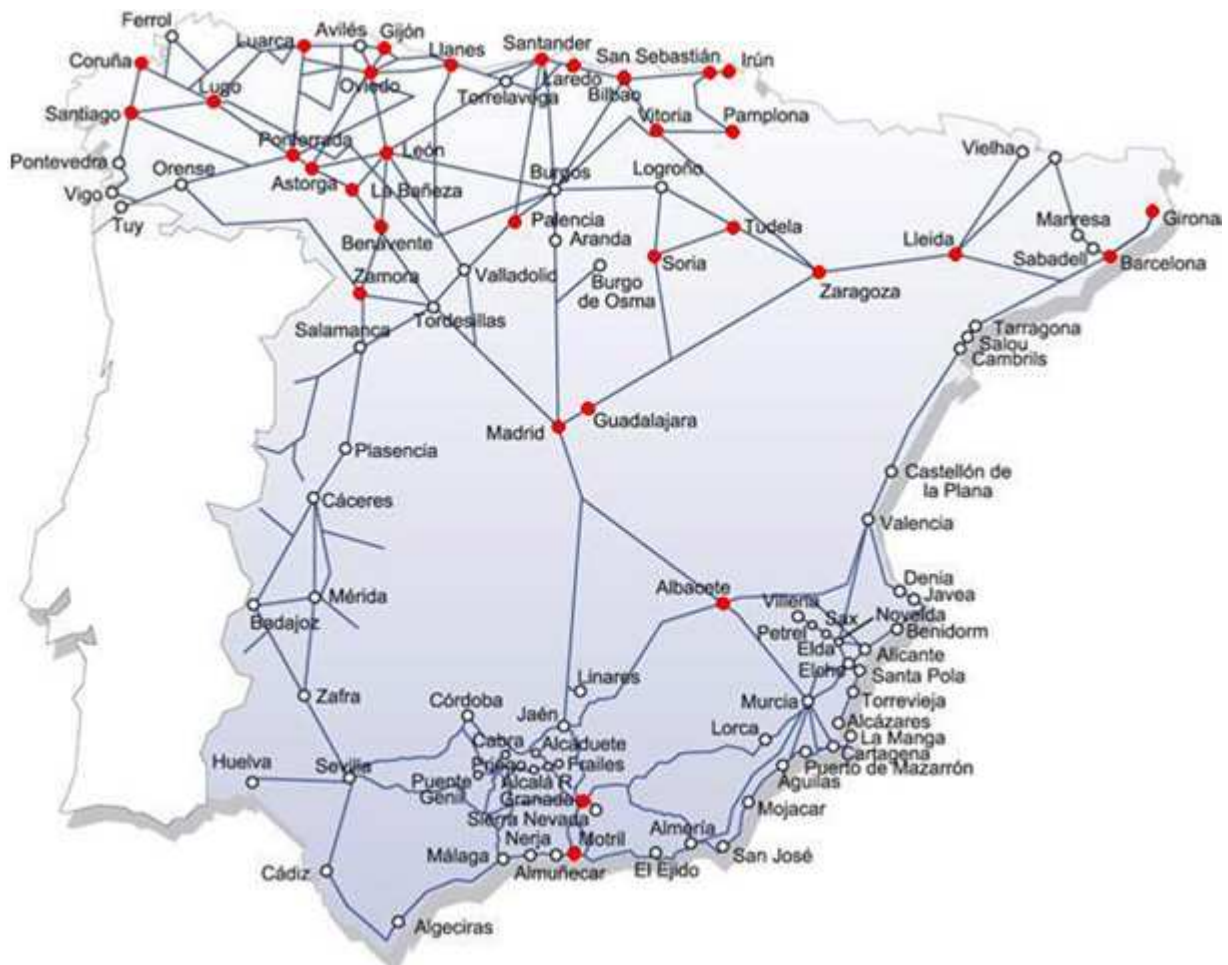 Ferrol
Avilés
Gijón
Luarca
Llanes
Santander
San Sebastián
Irún
Coruña
Lugo
Oviedo
Torrelavega
Laredo
Bilbao
Santiago
Ponferrada
León
Vitoria
Pamplona
Pontevedra
Orense
Astorga
La Bañeza
Burgos
Logroño
Vielha
Vigo
Tuy
Benavente
Palencia
Aranda
Tudela
Lleida
Manresa
Girona
Zamora
Valladolid
Burgo
de Osma
Soria
Zaragoza
Sabadell
Barcelona
Salamanca
Tordesillas
Tarragona
Salou
Cambrils
Madrid
Guadalajara
Plasencia
Castellón de
la Plana
Cáceres
Valencia
Mérida
Badajoz
Albacete
Denia
Javea
Villena
Sax
Novelda
Petrel
Benidorm
Elda
Alicante
Elche
Santa Pola
Zafra
Linares
Murcia
Torrevieja
Córdoba
Jaén
Lorca
Alcázares
La Manga
Cabra
Alcaudete
Cartagena
Huelva
Sevilla
Priego
Frailes
Puerto de Mazarrón
Puente
Genil
Alcalá R
Aguilas
Granada
Sierra Nevada
Mojacar
Nerja
Motril
Almería
San José
Málaga
Almuñecar
El Ejido
Cádiz
Algeciras